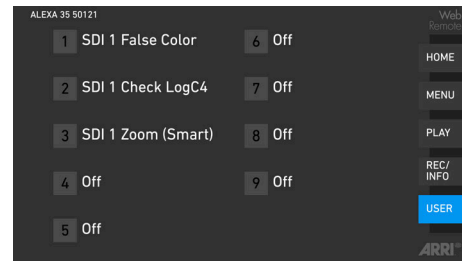 ALEXA 35 50121
Web
Remote
1 SDI 1 False Color
2 SDI 1 Check LogC4
3 SDI 1 Zoom (Smart)
4 Off
5 Off
6 Off
7 Off
8 Off
9 Off
HOME
MENU
PLAY
REC/
INFO
USER
ARRI®